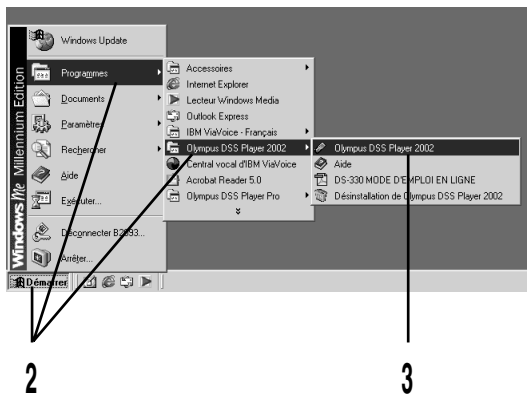 Windows Update
Programmes
Documents
Paramètres
Rechercher
Aide
Exécuter...
Déconnecter B2893...
Arrêter...
Windows Me Millennium Edition
Démarrer
Accessoires
Internet Explorer
Lecteur Windows Media
Outlook Express
IBM ViaVoice - Français
Olympus DSS Player 2002
Central vocal d'IBM ViaVoice
Acrobat Reader 5.0
Olympus DSS Player Pro
Olympus DSS Player 2002
Aide
DS-330 MODE D'EMPLOI EN LIGNE
Désinstallation de Olympus DSS Player 2002
2
3